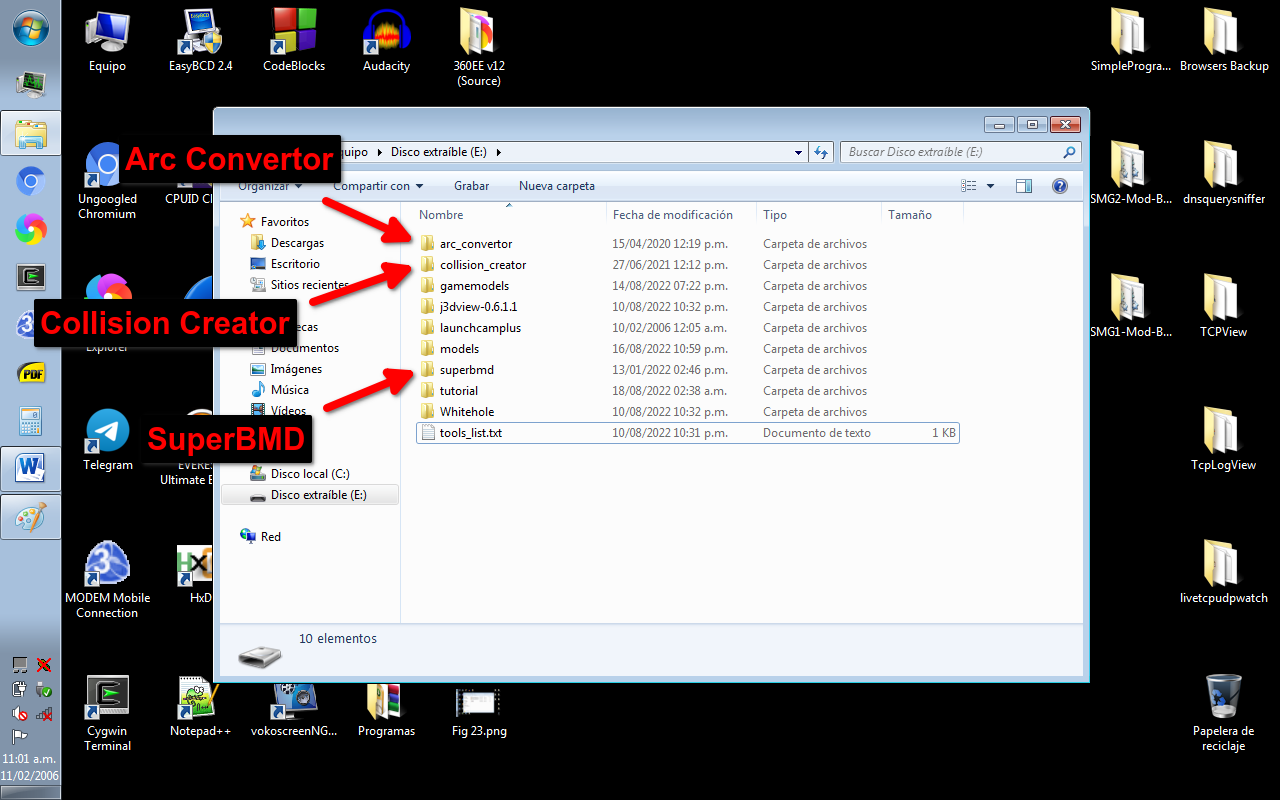 Equipo
EasyBCD 2.4
CodeBlocks
Audacity
360EE v12
(Source)
SimpleProgra...
Browsers Backup
Arc Convertor
quipo
Disco extraíble (E:)
Buscar Disco extraíble (E:)
Organizar
Compartir con
Grabar
Nueva carpeta
Ungoogled
Chromium
CPUID
SMG2-Mod-B...
dnsquerysniffer
Favoritos
Descargas
Escritorio
Sitios recientes
Documentos
Imágenes
Música
Vídeos
Disco local (C:)
Disco extraíble (E:)
Red
Nombre
Fecha de modificación
Tipo
Tamaño
arc_convertor
15/04/2020 12:19 p.m.
Carpeta de archivos
collision_creator
27/06/2021 12:12 p.m.
Carpeta de archivos
gamemodels
14/08/2022 07:22 p.m.
Carpeta de archivos
j3dview-0.6.1.1
10/08/2022 10:32 p.m.
Carpeta de archivos
launchcamplus
10/02/2006 12:05 a.m.
Carpeta de archivos
models
16/08/2022 10:59 p.m.
Carpeta de archivos
superbmd
13/01/2022 02:46 p.m.
Carpeta de archivos
tutorial
18/08/2022 02:38 a.m.
Carpeta de archivos
Whitehole
10/08/2022 10:32 p.m.
Carpeta de archivos
tools_list.txt
10/08/2022 10:31 p.m.
Documento de texto
1 KB
Collision Creator
Explorer
SuperBMD
PDF
SMG1-Mod-B...
TCPView
Telegram
Ultimate
TcpLogView
10 elementos
MODEM Mobile
Connection
HxD
livetcpudpwatch
Cygwin
Terminal
Notepad++
vokoscreenNG...
Programas
Fig 23.png
Papelera de
reciclaje
11:01 a.m.
11/02/2006